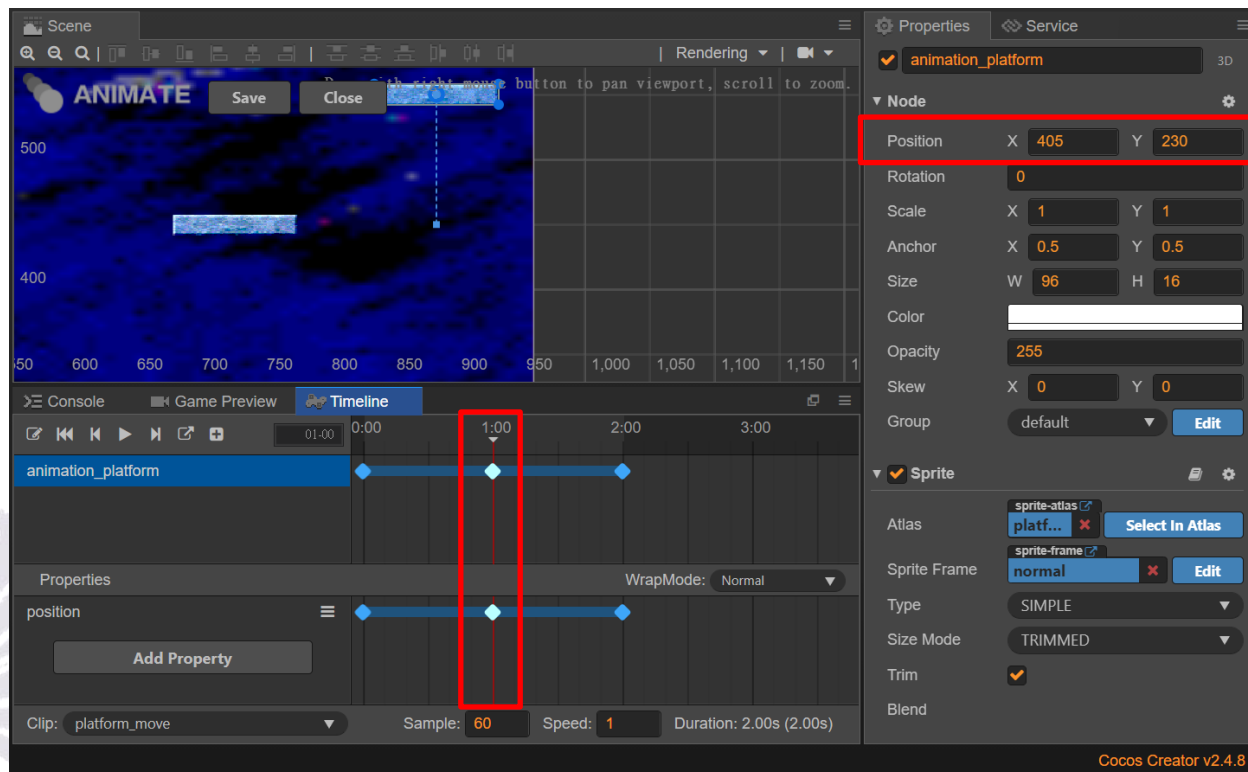 Scene
Rendering
Pan with right mouse button to pan viewport, scroll to zoom.
ANIMATE
Save
Close
500
400
550 600 650 700 750 800 850 900 950 1,000 1,050 1,100 1,150 1
Console
Game Preview
Timeline
01-00
0:00 1:00 2:00 3:00
animation_platform
Properties
WrapMode: Normal
position
Add Property
Clip: platform_move
Sample: 60
Speed: 1
Duration: 2.00s (2.00s)
Properties
Service
animation_platform
3D
Node
Position X 405 Y 230
Rotation 0
Scale X 1 Y 1
Anchor X 0.5 Y 0.5
Size W 96 H 16
Color
Opacity 255
Skew X 0 Y 0
Group default Edit
Sprite
sprite-atlas
Atlas platf... Select In Atlas
sprite-frame
Sprite Frame normal Edit
Type SIMPLE
Size Mode TRIMMED
Trim
Blend
Cocos Creator v2.4.8